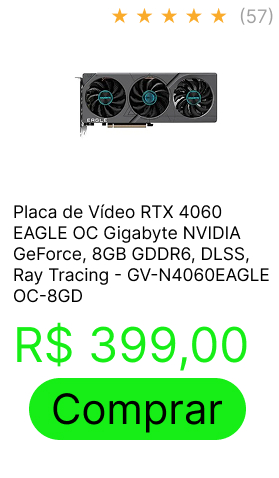 ★ ★ ★ ★ ★ (57)
EAGLE
Placa de Vídeo RTX 4060
EAGLE OC Gigabyte NVIDIA
GeForce, 8GB GDDR6, DLSS,
Ray Tracing - GV-N4060EAGLE
OC-8GD
R$ 399,00
Comprar